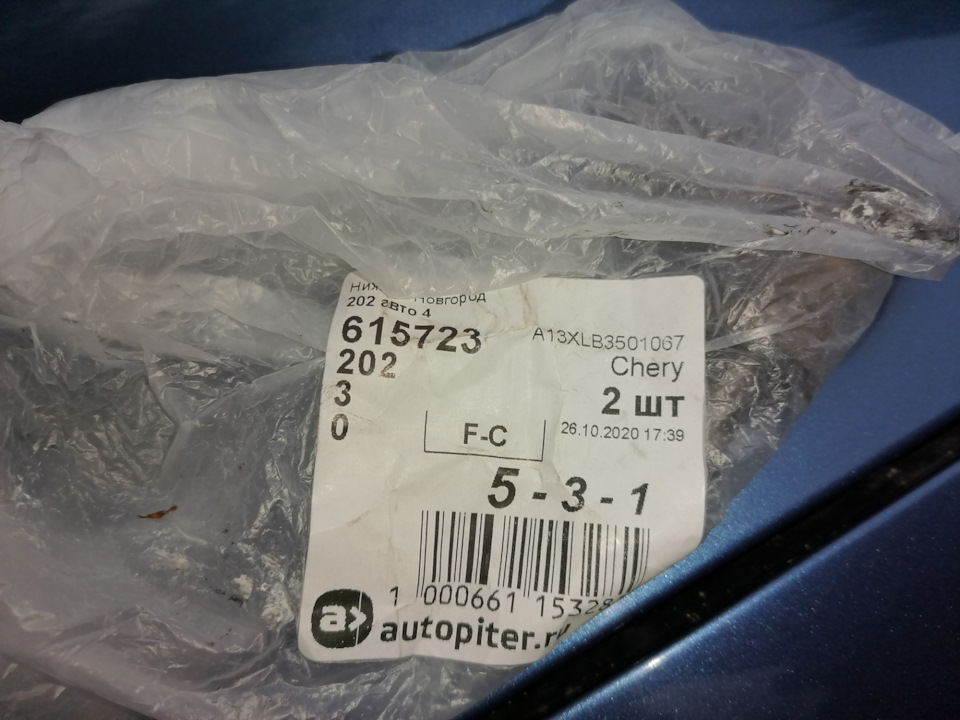 Новгород
202 авто 4
615723
A13XLB3501067
202
Chery
3
2 шт
0
F-C
26.10.2020 17:39
5 - 3 - 1
1 000661 15328
a>
autopiter.r